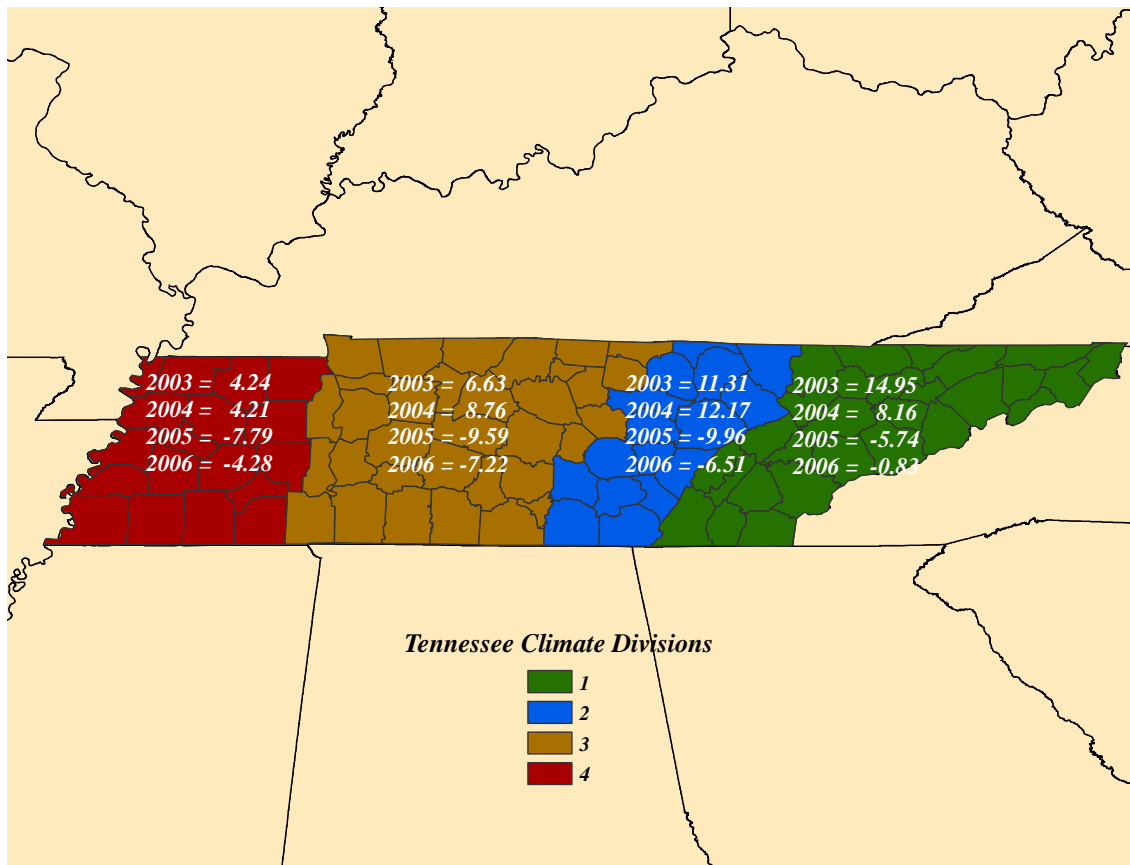 2003 = 4.24
2004 = 4.21
2005 = -7.79
2006 = -4.28
2003 = 6.63
2004 = 8.76
2005 = -9.59
2006 = -7.22
2003 = 11.31
2004 = 12.17
2005 = -9.96
2006 = -6.51
2003 = 14.95
2004 = 8.16
2005 = -5.74
2006 = -0.83
Tennessee Climate Divisions
1
2
3
4